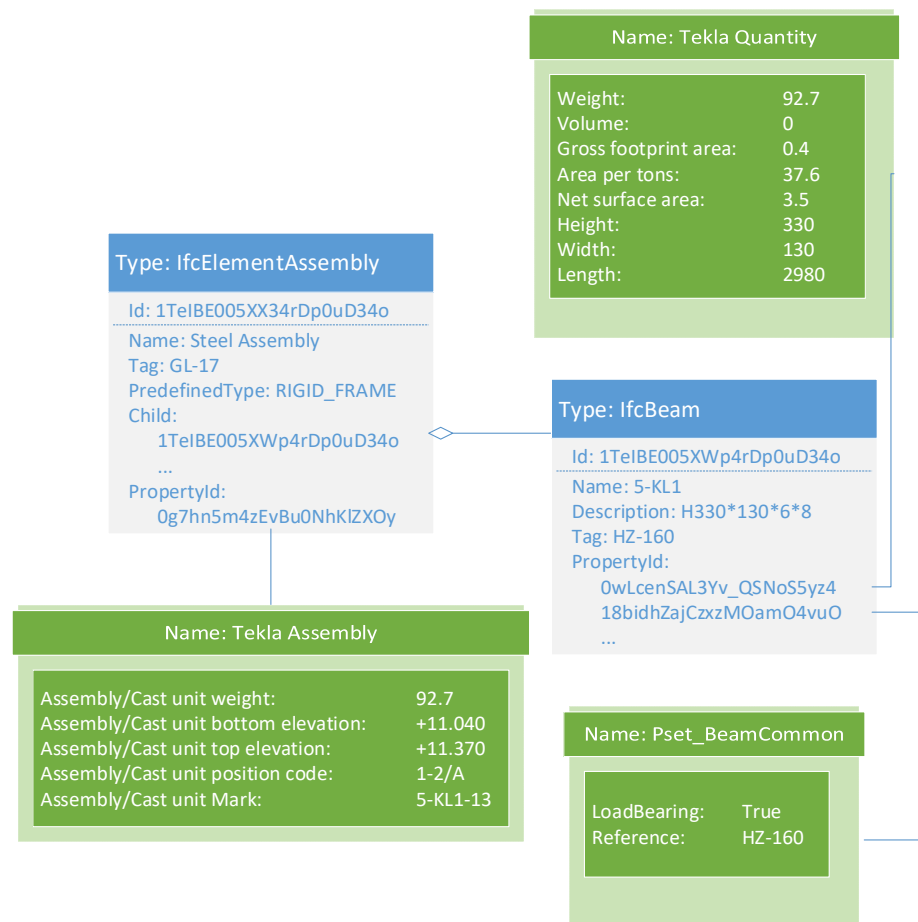 Name: Tekla Quantity
Weight: 92.7
Volume: 0
Gross footprint area: 0.4
Area per tons: 37.6
Net surface area: 3.5
Height: 330
Width: 130
Length: 2980
Type: IfcElementAssembly
Id: 1TeIBE005XX34rDp0uD34o
Name: Steel Assembly
Tag: GL-17
PredefinedType: RIGID_FRAME
Child:
1TeIBE005XWp4rDp0uD34o
...
PropertyId:
0g7hn5m4zEvBu0NhKlZXOy
Type: IfcBeam
Id: 1TeIBE005XWp4rDp0uD34o
Name: 5-KL1
Description: H330*130*6*8
Tag: HZ-160
PropertyId:
0wLcenSAL3Yv_QSNoS5yz4
18bidhZajCzxzMOamO4vuO
...
Name: Tekla Assembly
Assembly/Cast unit weight: 92.7
Assembly/Cast unit bottom elevation: +11.040
Assembly/Cast unit top elevation: +11.370
Assembly/Cast unit position code: 1-2/A
Assembly/Cast unit Mark: 5-KL1-13
Name: Pset_BeamCommon
LoadBearing: True
Reference: HZ-160